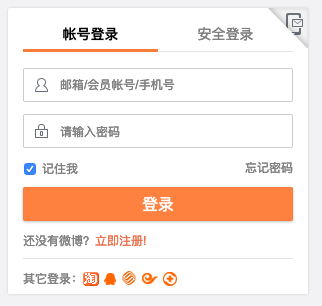 帐号登录 安全登录
邮箱/会员帐号/手机号
请输入密码
记住我 忘记密码
登录
还没有微博？立即注册!
其它登录： 淘